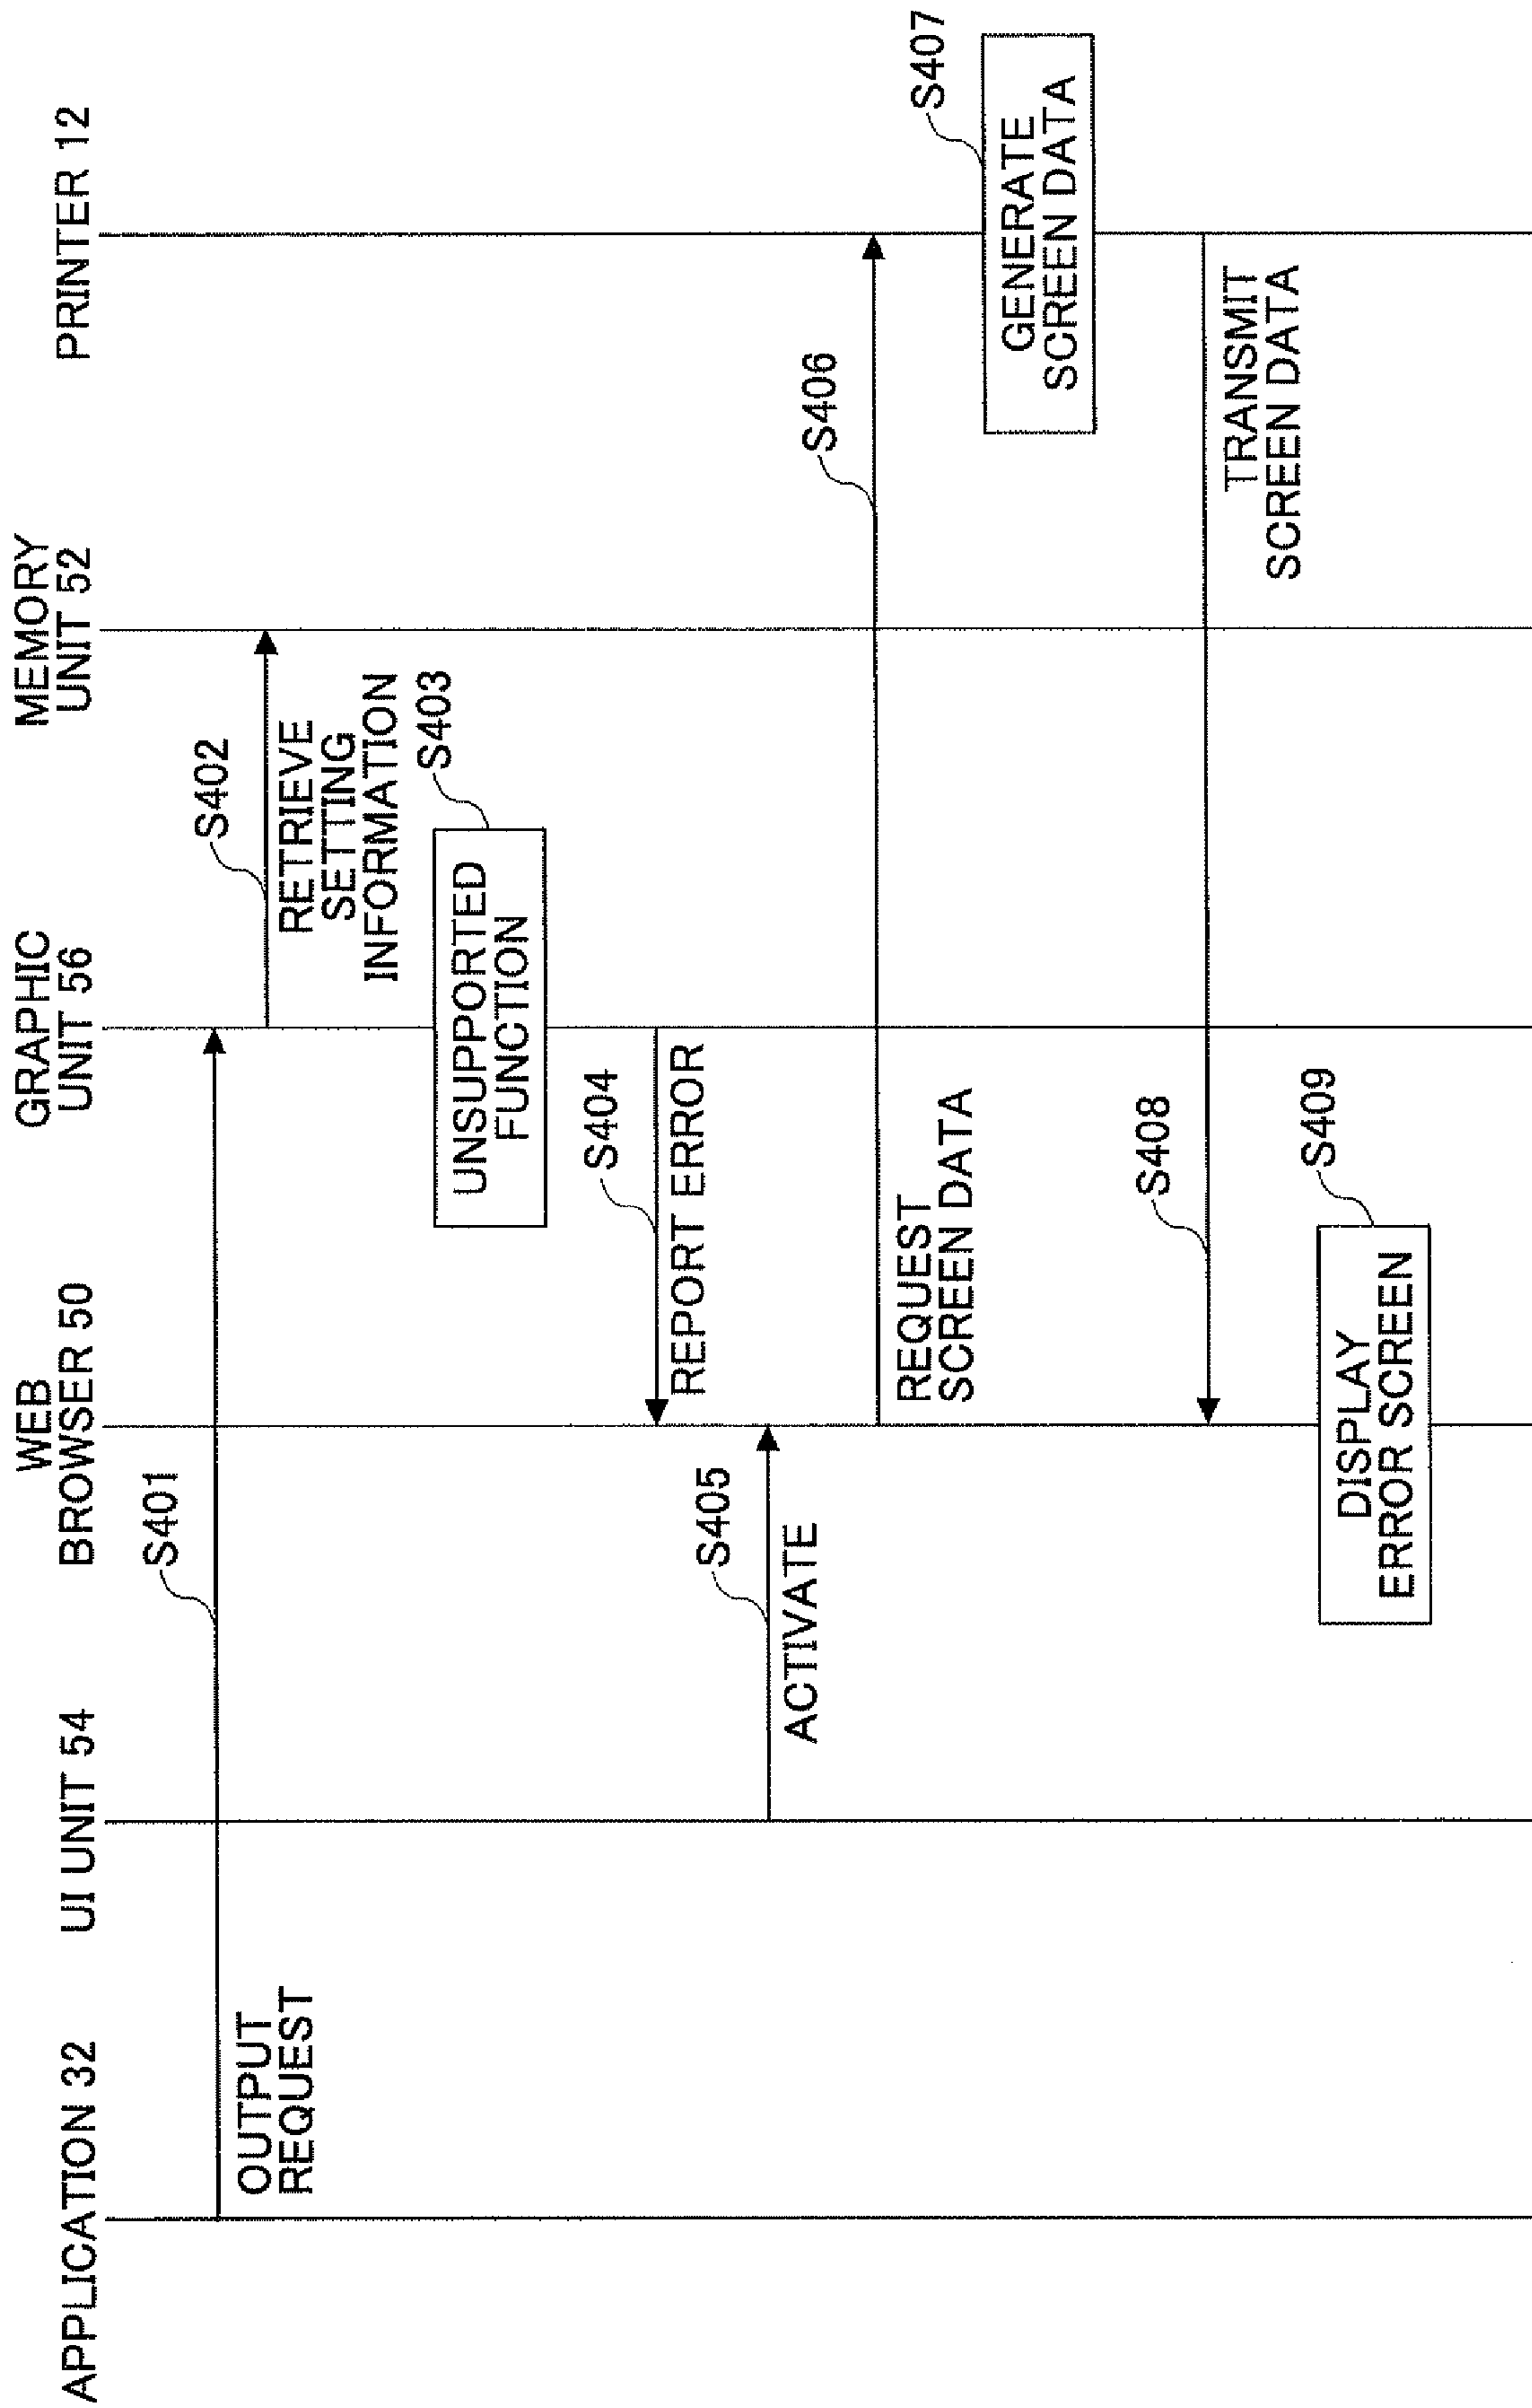 APPLICATION 32
UI UNIT 54
WEB
BROWSER 50
GRAPHIC
UNIT 56
MEMORY
UNIT 52
PRINTER 12
S401
OUTPUT
REQUEST
S402
RETRIEVE
SETTING
INFORMATION
S403
UNSUPPORTED
FUNCTION
S404
REPORT ERROR
S405
ACTIVATE
S406
REQUEST
SCREEN DATA
S407
GENERATE
SCREEN DATA
S408
TRANSMIT
SCREEN DATA
S409
DISPLAY
ERROR SCREEN